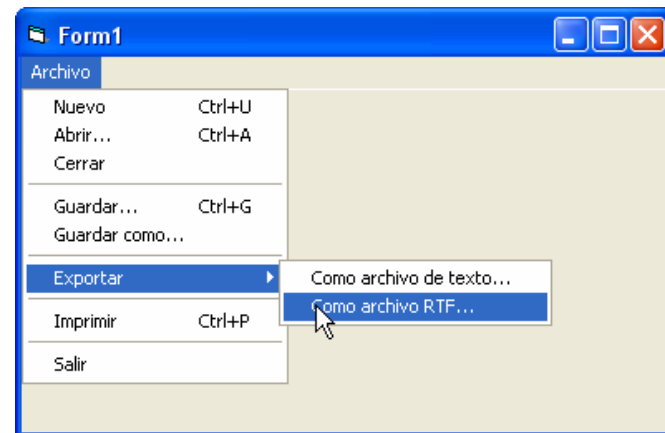 Form1
Archivo
Nuevo Ctrl+U
Abrir... Ctrl+A
Cerrar
Guardar... Ctrl+G
Guardar como...
Exportar
Como archivo de texto...
Como archivo RTF...
Imprimir Ctrl+P
Salir